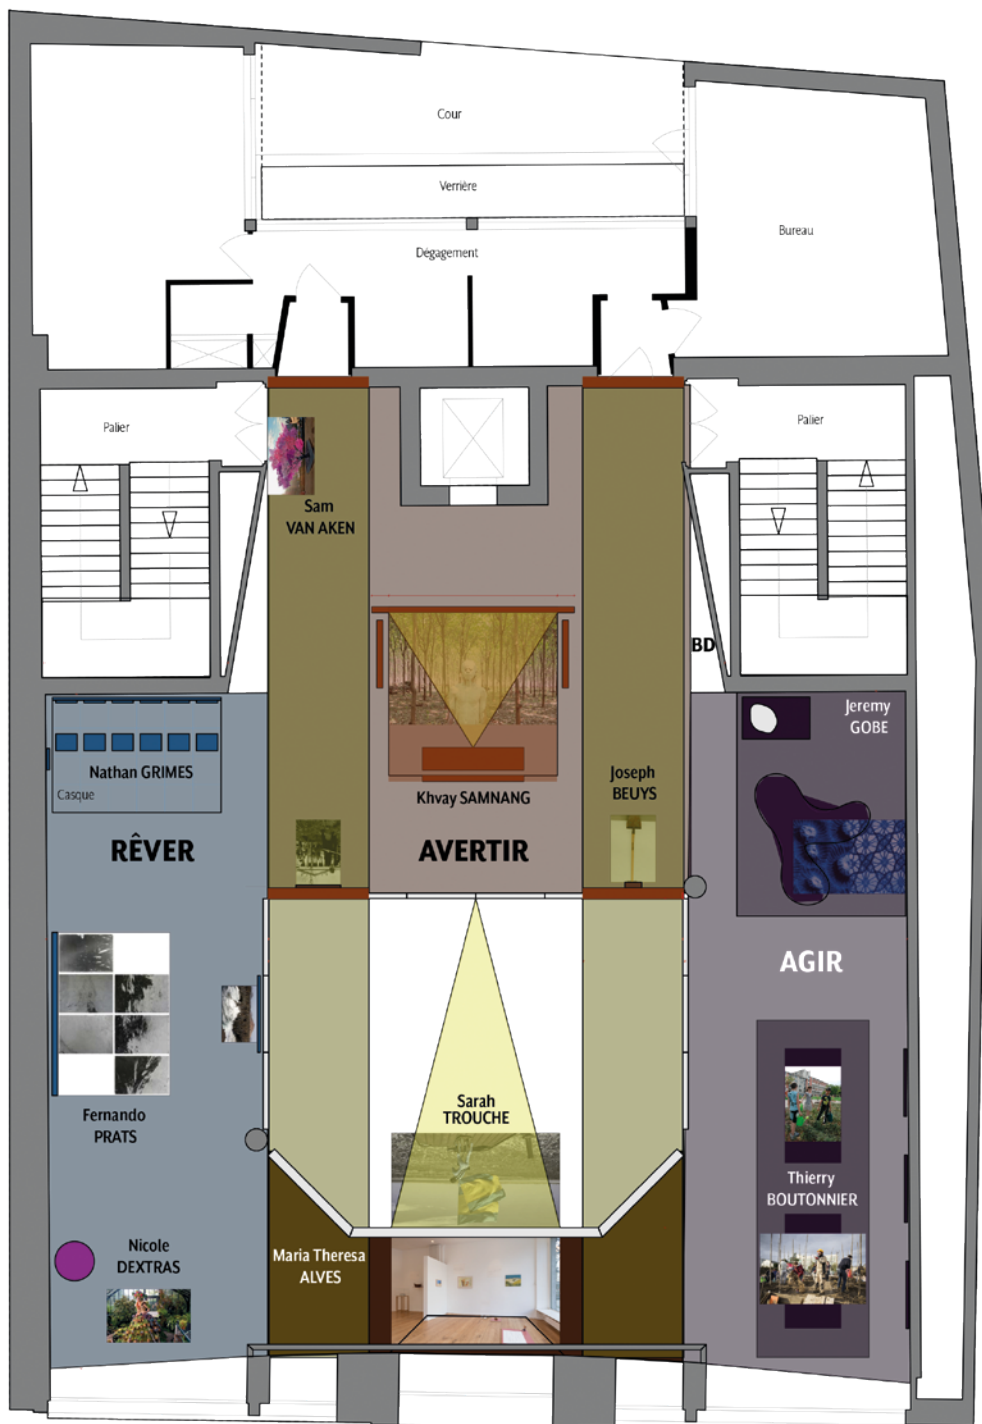 Cour
Verrière
Bureau
Dégagement
Palier
Palier
Sam
VAN AKEN
BD
Jeremy
GOBE
Nathan GRIMES
Casque
Khvay SAMNANG
Joseph
BEUYS
RÊVER
AVERTIR
AGIR
Sarah
TROUCHE
Fernando
PRATS
Thierry
BOUTONNIER
Nicole
DEXTRAS
Maria Theresa
ALVES